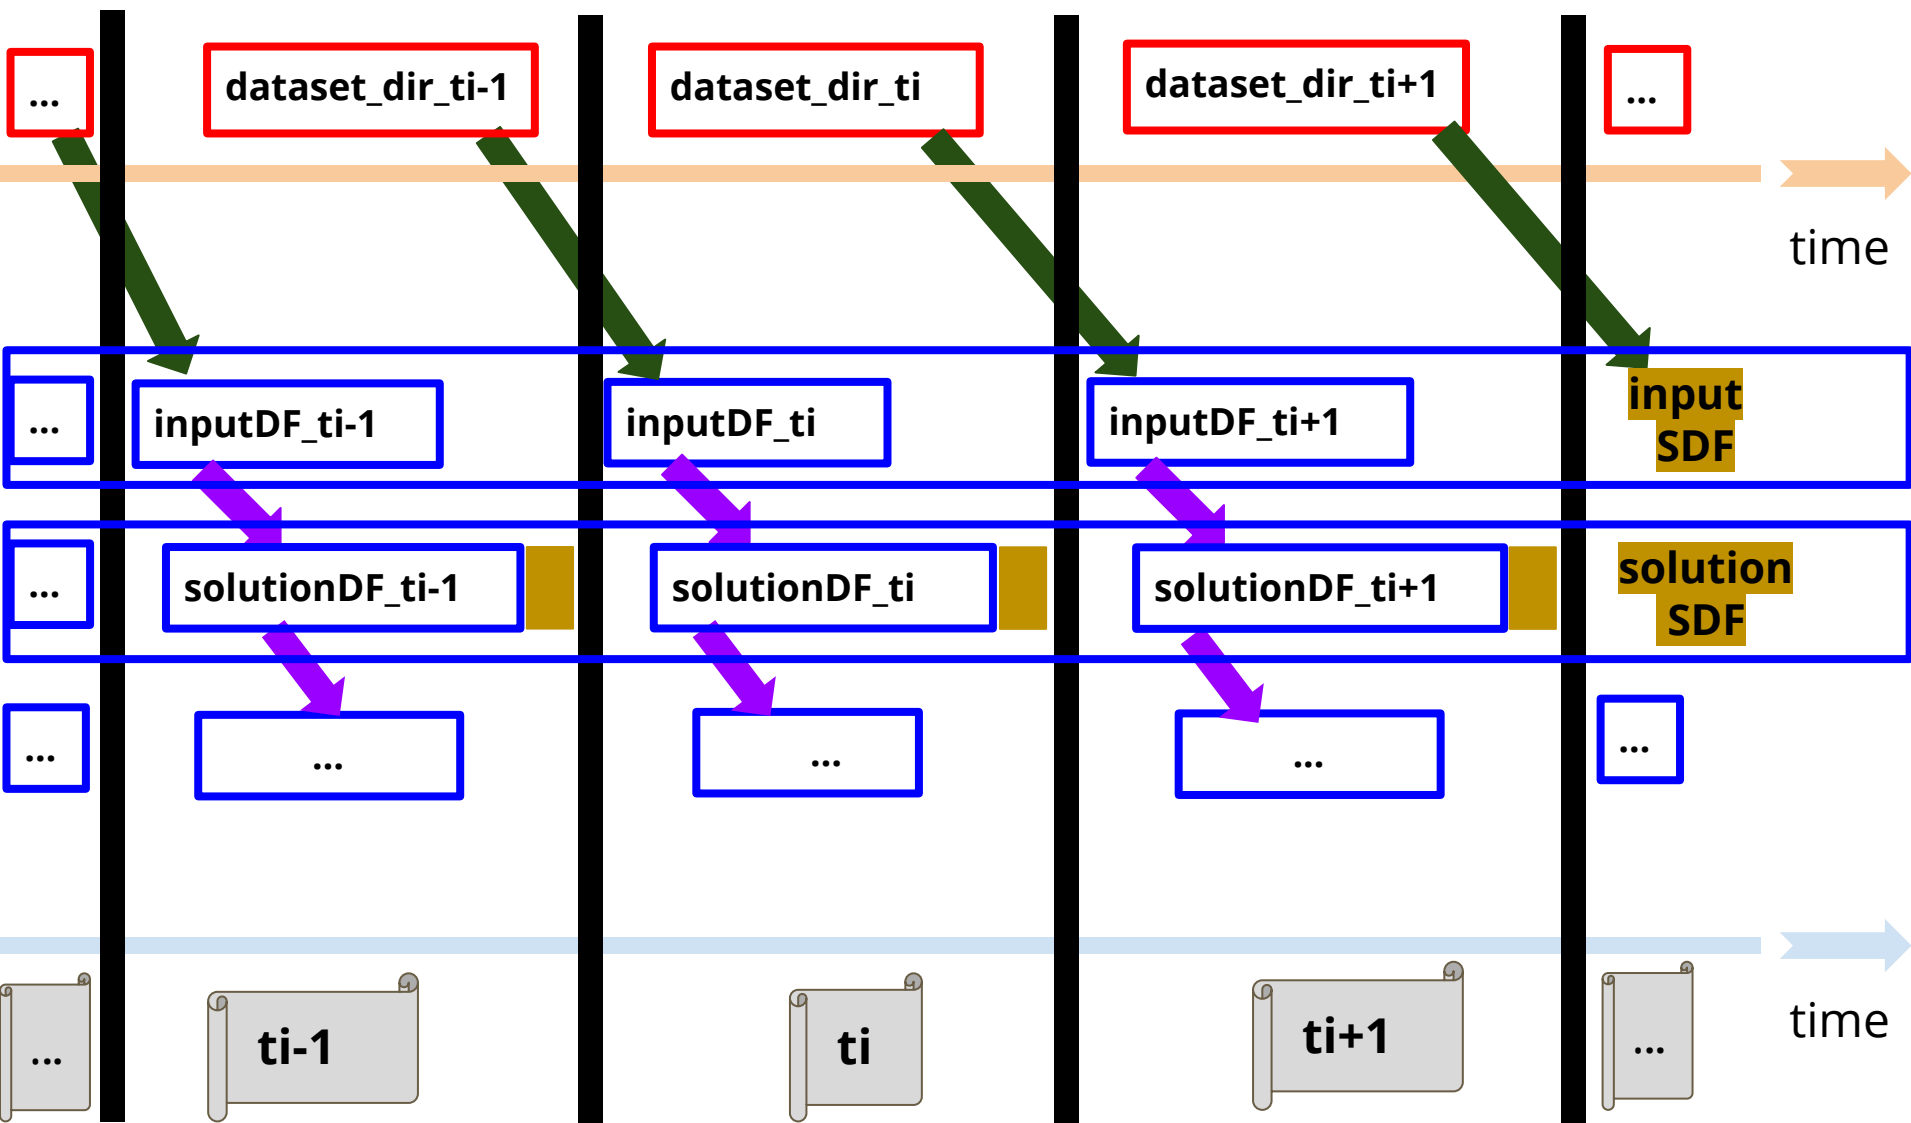 ...
dataset_dir_ti-1
dataset_dir_ti
dataset_dir_ti+1
...
time
...
inputDF_ti-1
inputDF_ti
inputDF_ti+1
input
SDF
...
solutionDF_ti-1
solutionDF_ti
solutionDF_ti+1
solution
SDF
...
...
...
...
...
...
ti-1
ti
ti+1
...
time